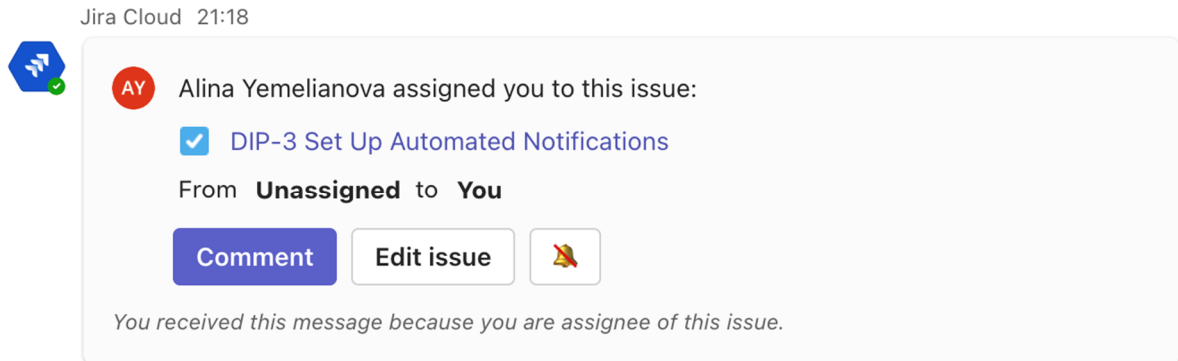 Jira Cloud 21:18
AY Alina Yemelianova assigned you to this issue:
DIP-3 Set Up Automated Notifications
From Unassigned to You
Comment Edit issue
You received this message because you are assignee of this issue.